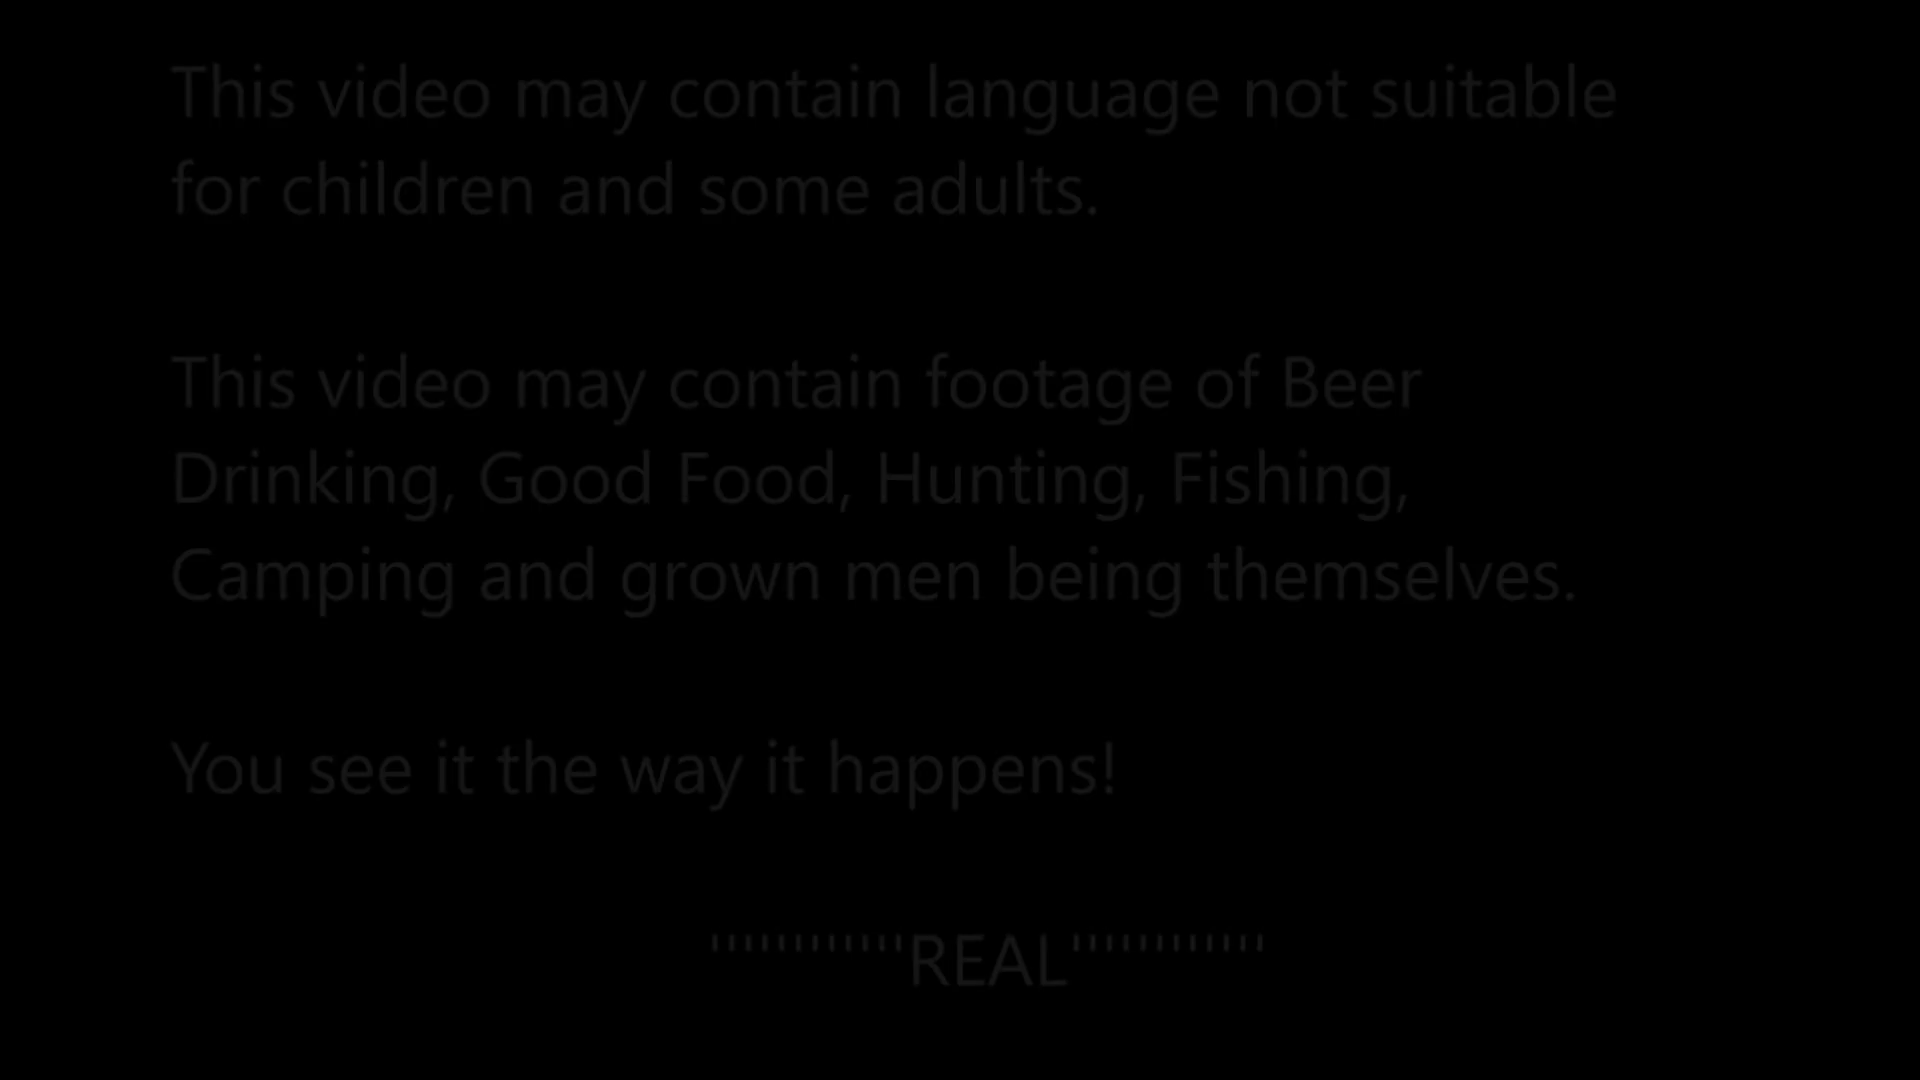 This video may contain language not suitable
for children and some adults.
This video may contain footage of Beer
Drinking, Good Food, Hunting, Fishing,
Camping and grown men being themselves.
You see it the way it happens!
''''''''''''REAL''''''''''''